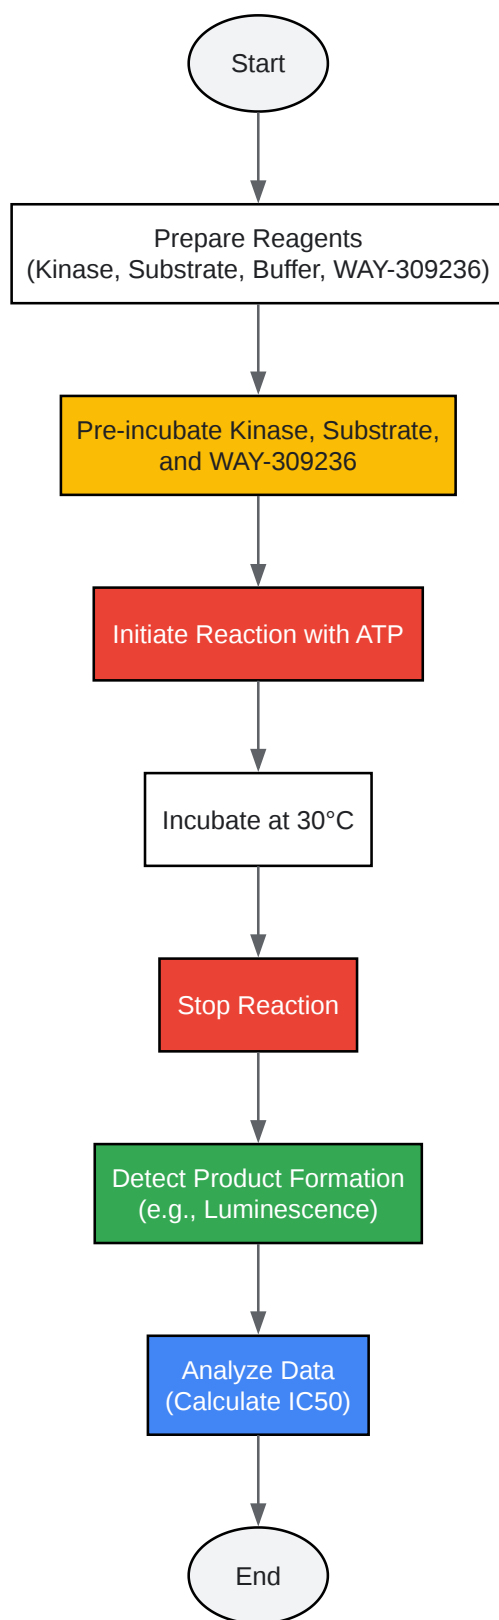 Start
Prepare Reagents
(Kinase, Substrate, Buffer, WAY-309236)
Pre-incubate Kinase, Substrate,
and WAY-309236
Initiate Reaction with ATP
Incubate at 30°C
Stop Reaction
Detect Product Formation
(e.g., Luminescence)
Analyze Data
(Calculate IC50)
End